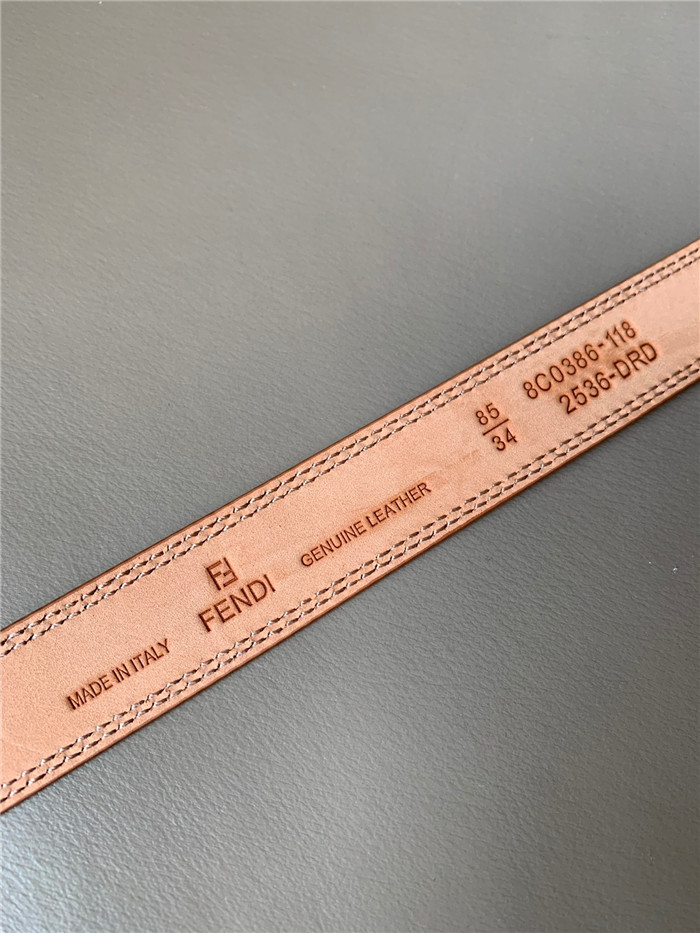 MADE IN ITALY
FF
FENDI
GENUINE LEATHER
85
34
8C0386-118
2536-DRD